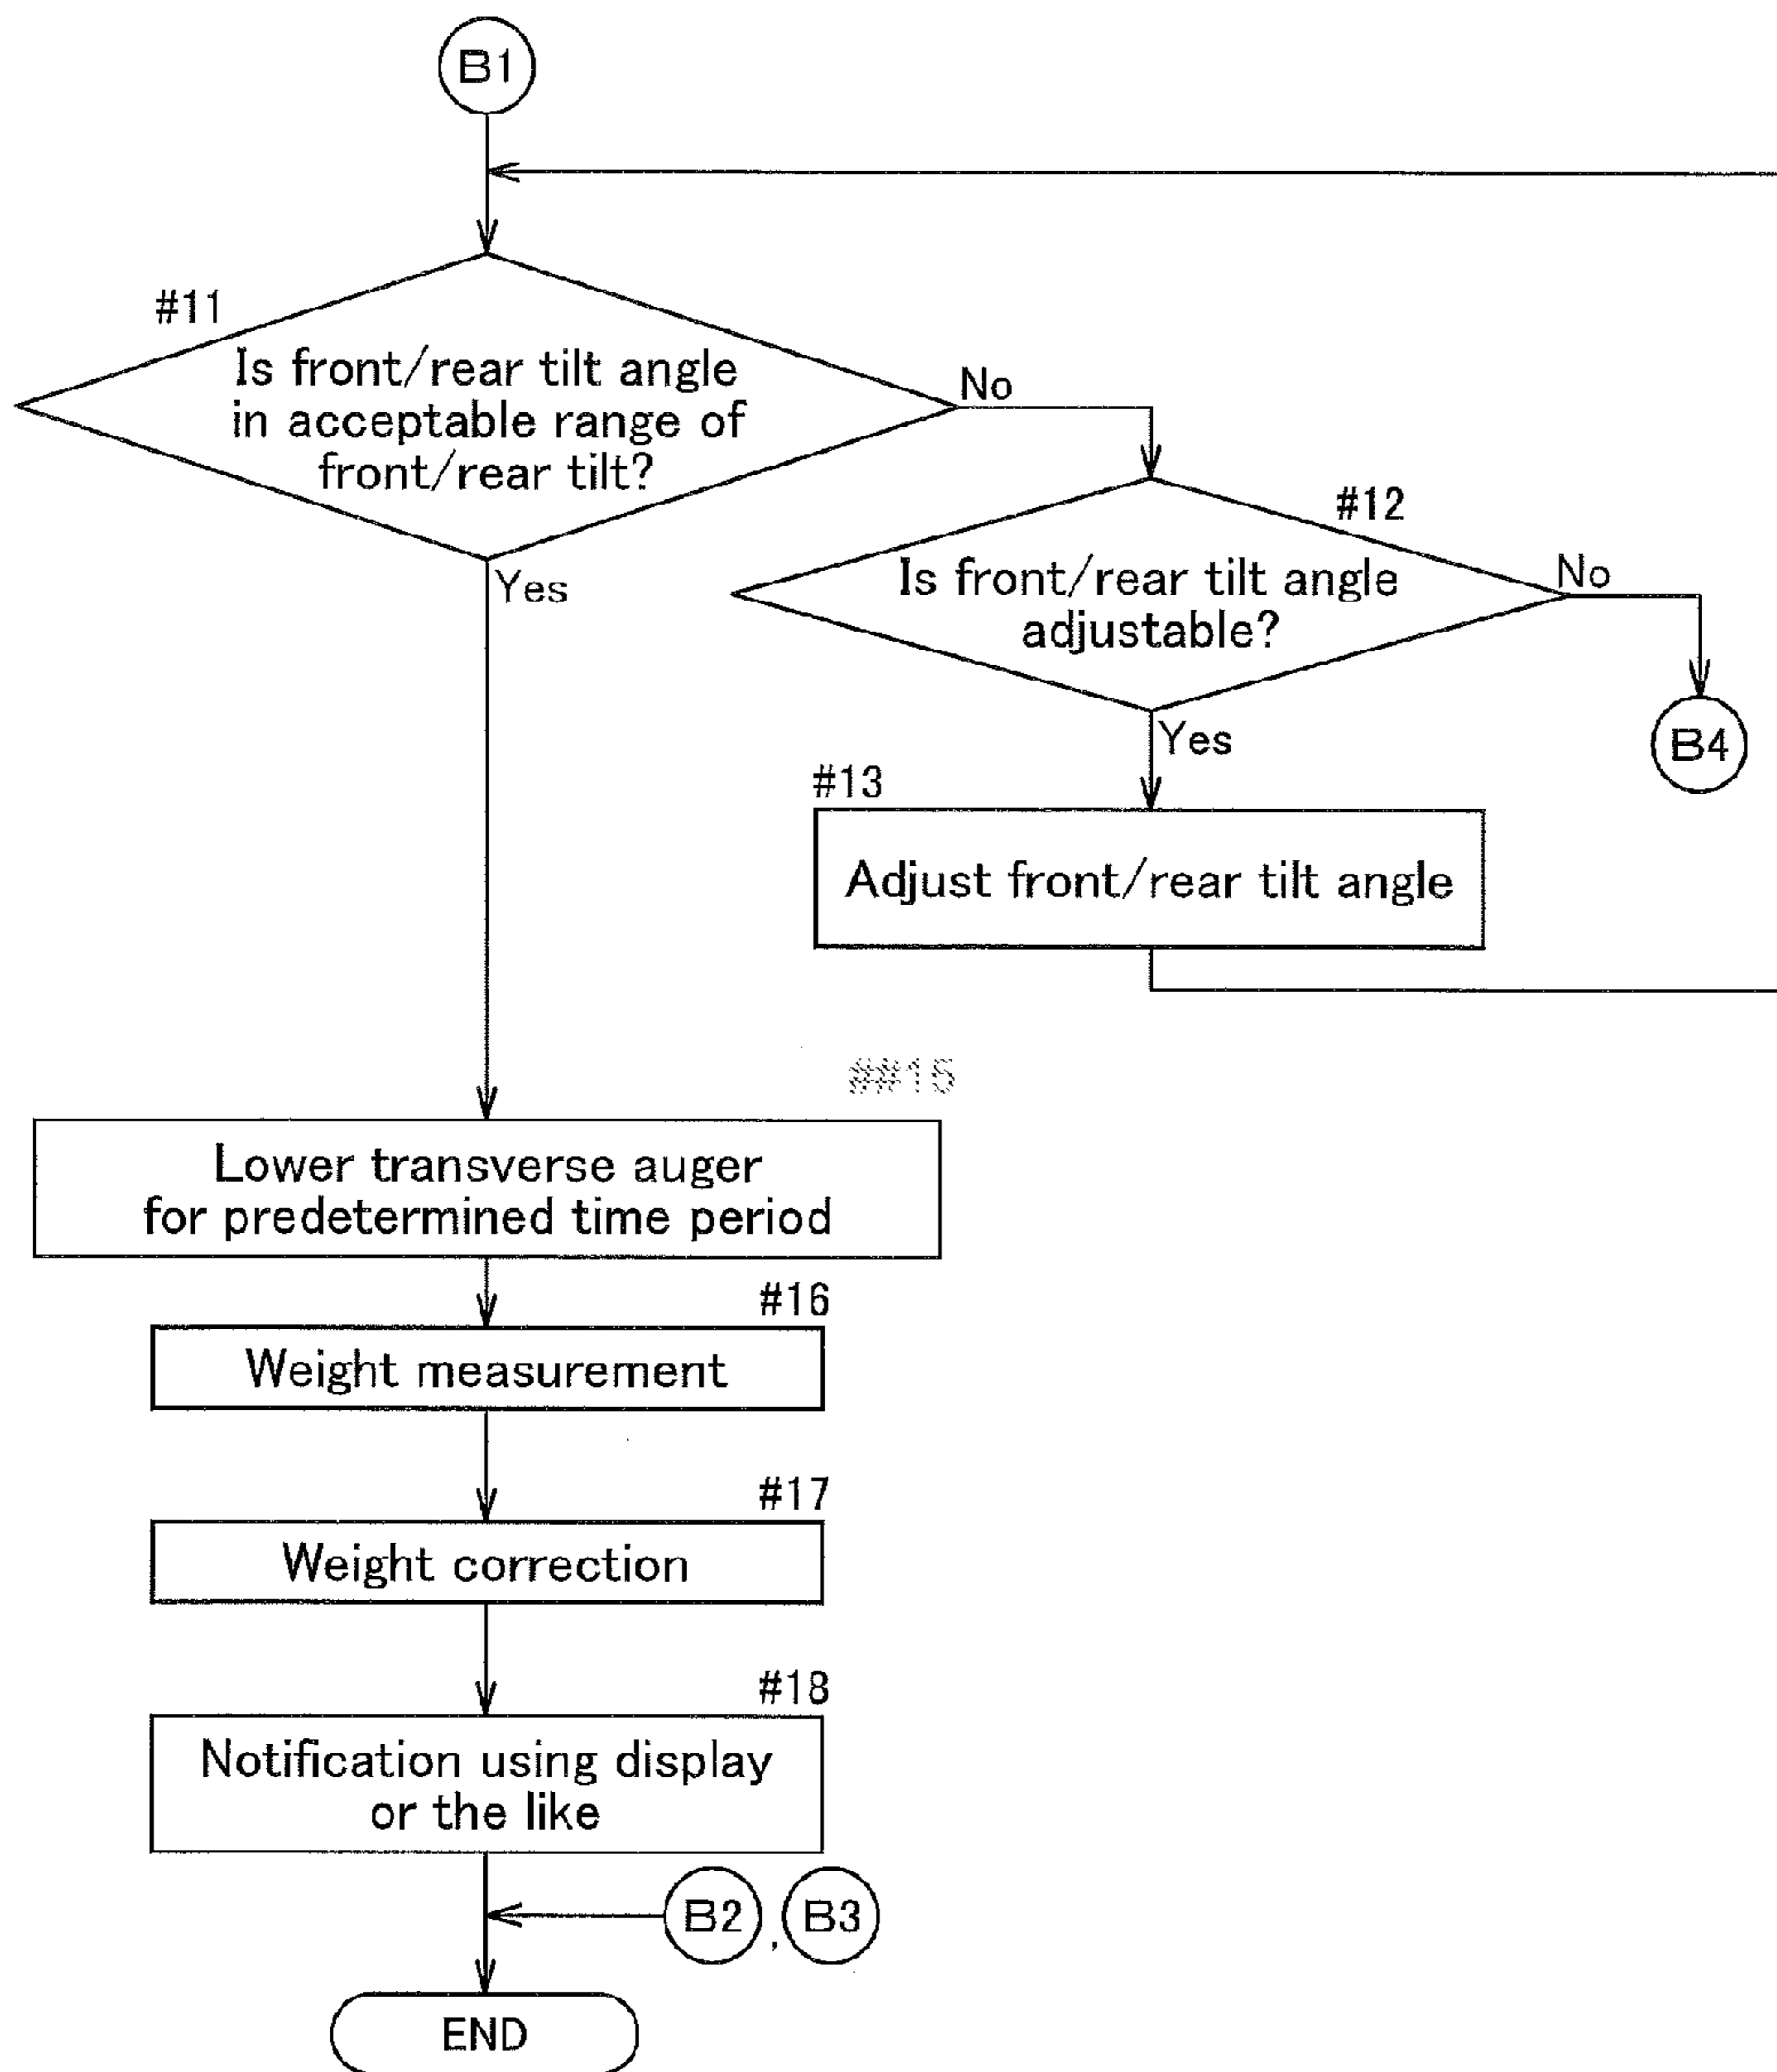 B1
#11
Is front/rear tilt angle
in acceptable range of
front/rear tilt?
No
Yes
#12
Is front/rear tilt angle
adjustable?
No
Yes
B4
#13
Adjust front/rear tilt angle
##15
Lower transverse auger
for predetermined time period
#16
Weight measurement
#17
Weight correction
#18
Notification using display
or the like
B2 , B3
END